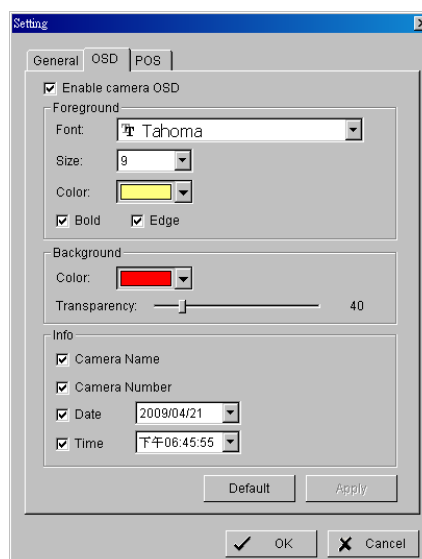 Setting
General OSD POS
Enable camera OSD
Foreground
Font: Tahoma
Size: 9
Color:
Bold Edge
Background
Color:
Transparency: 40
Info
Camera Name
Camera Number
Date 2009/04/21
Time 下午06:45:55
Default Apply
OK Cancel